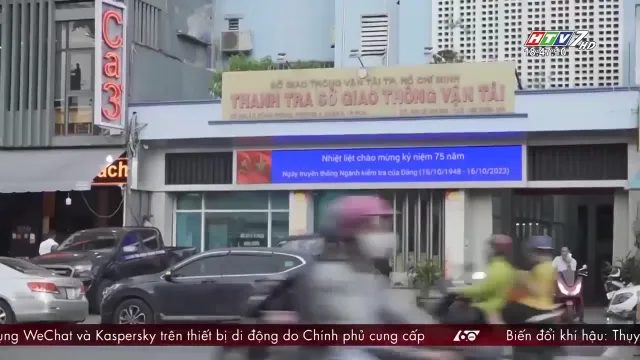 Ca3
HTV7 HD
SỞ GIAO THÔNG VẬN TẢI TP. HỒ CHÍ MINH
THANH TRA SỞ GIAO THÔNG VẬN TẢI
Nhiệt liệt chào mừng kỷ niệm 75 năm
Ngày truyền thống Ngành kiểm tra của Đảng (16/10/1948 - 16/10/2023)
ach
ụng WeChat và Kaspersky trên thiết bị di động do Chính phủ cung cấp
60
Biến đổi khí hậu: Thụy